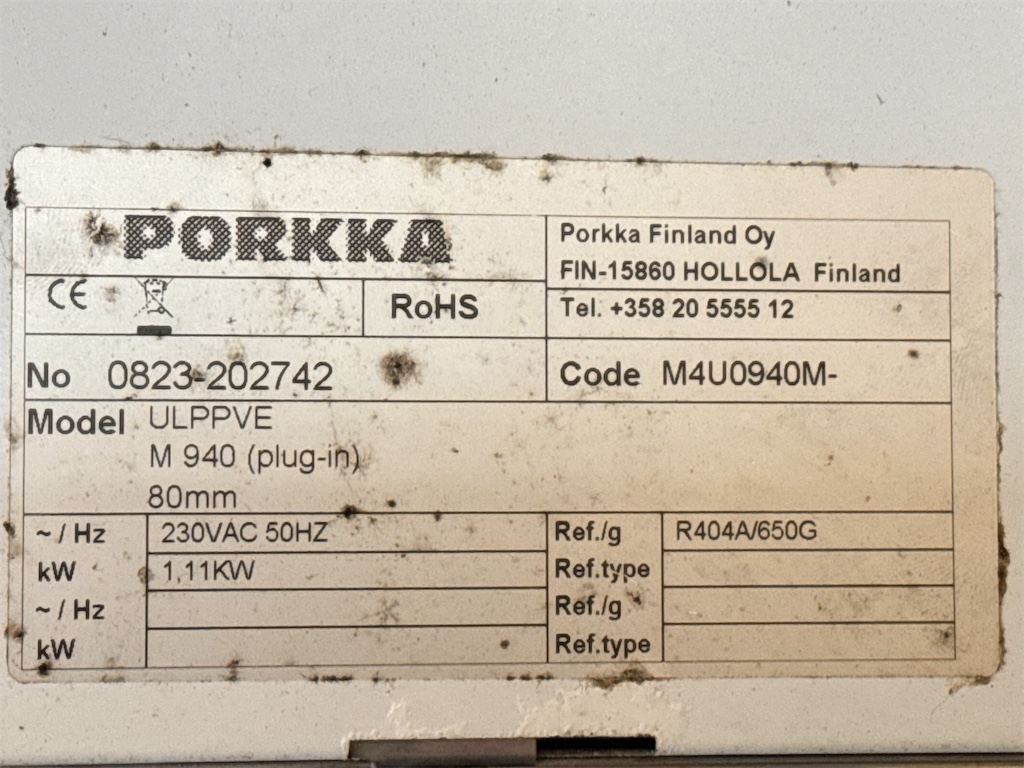 PORKKA
Porkka Finland Oy
FIN-15860 HOLLOLA Finland
CE
RoHS
Tel. +358 20 5555 12
No 0823-202742
Code M4U0940M-
Model ULPPVE
M 940 (plug-in)
80mm
~ / Hz 230VAC 50HZ
Ref./g R404A/650G
kW 1,11KW
Ref.type
~ / Hz
Ref./g
kW
Ref.type